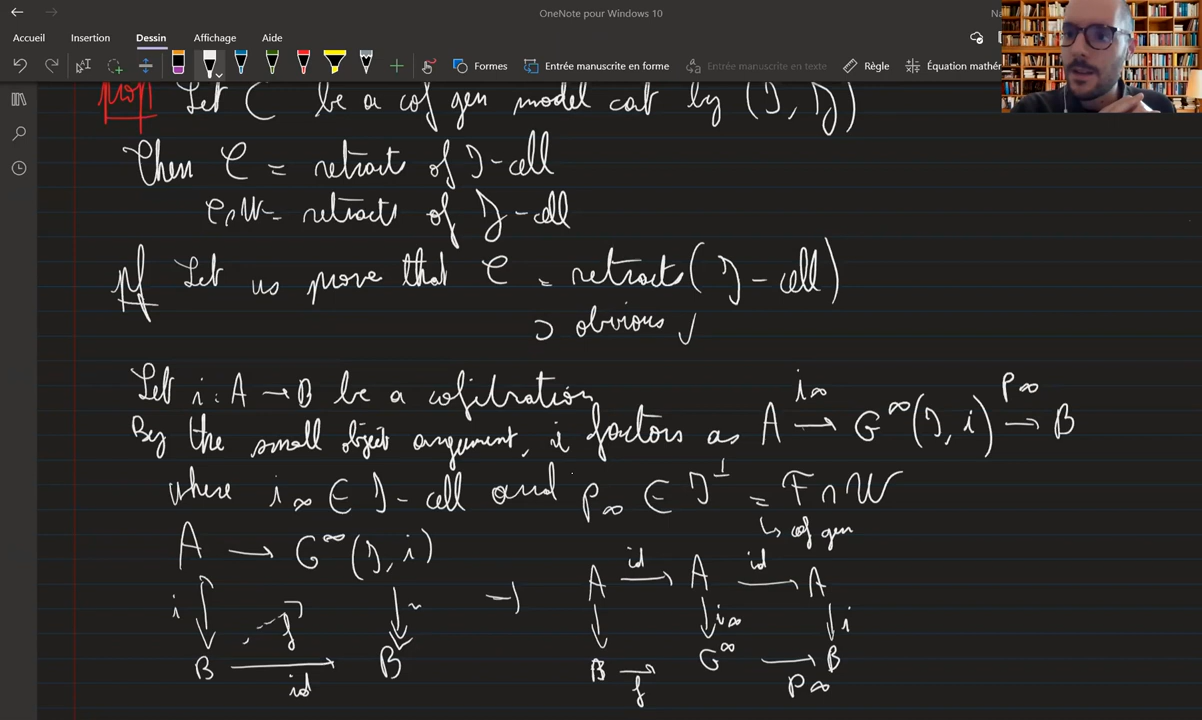 OneNote pour Windows 10
Accueil Insertion Dessin Affichage Aide
Formes Entrée manuscrite en forme Entrée manuscrite en texte Règle Équation mathé
prop Let C be a cof gen model cat by (I, J)
Then C = retract of I-cell
C∩W = retracts of J-cell
pf Let us prove that C = retracts (I-cell)
⊃ obvious ✓
Let i : A → B be a cofibration
By the small object argument, i factors as A →^{i∞} G^∞(I, i) →^{p∞} B
where i∞ ∈ I-cell and p∞ ∈ I^⊥ = F∩W
↳ cof gen
A → G^∞(I, i)
A →^{id} A →^{id} A
i f ~ → i∞ i
B →^{id} B
B →^{f} G^∞ →^{p∞} B